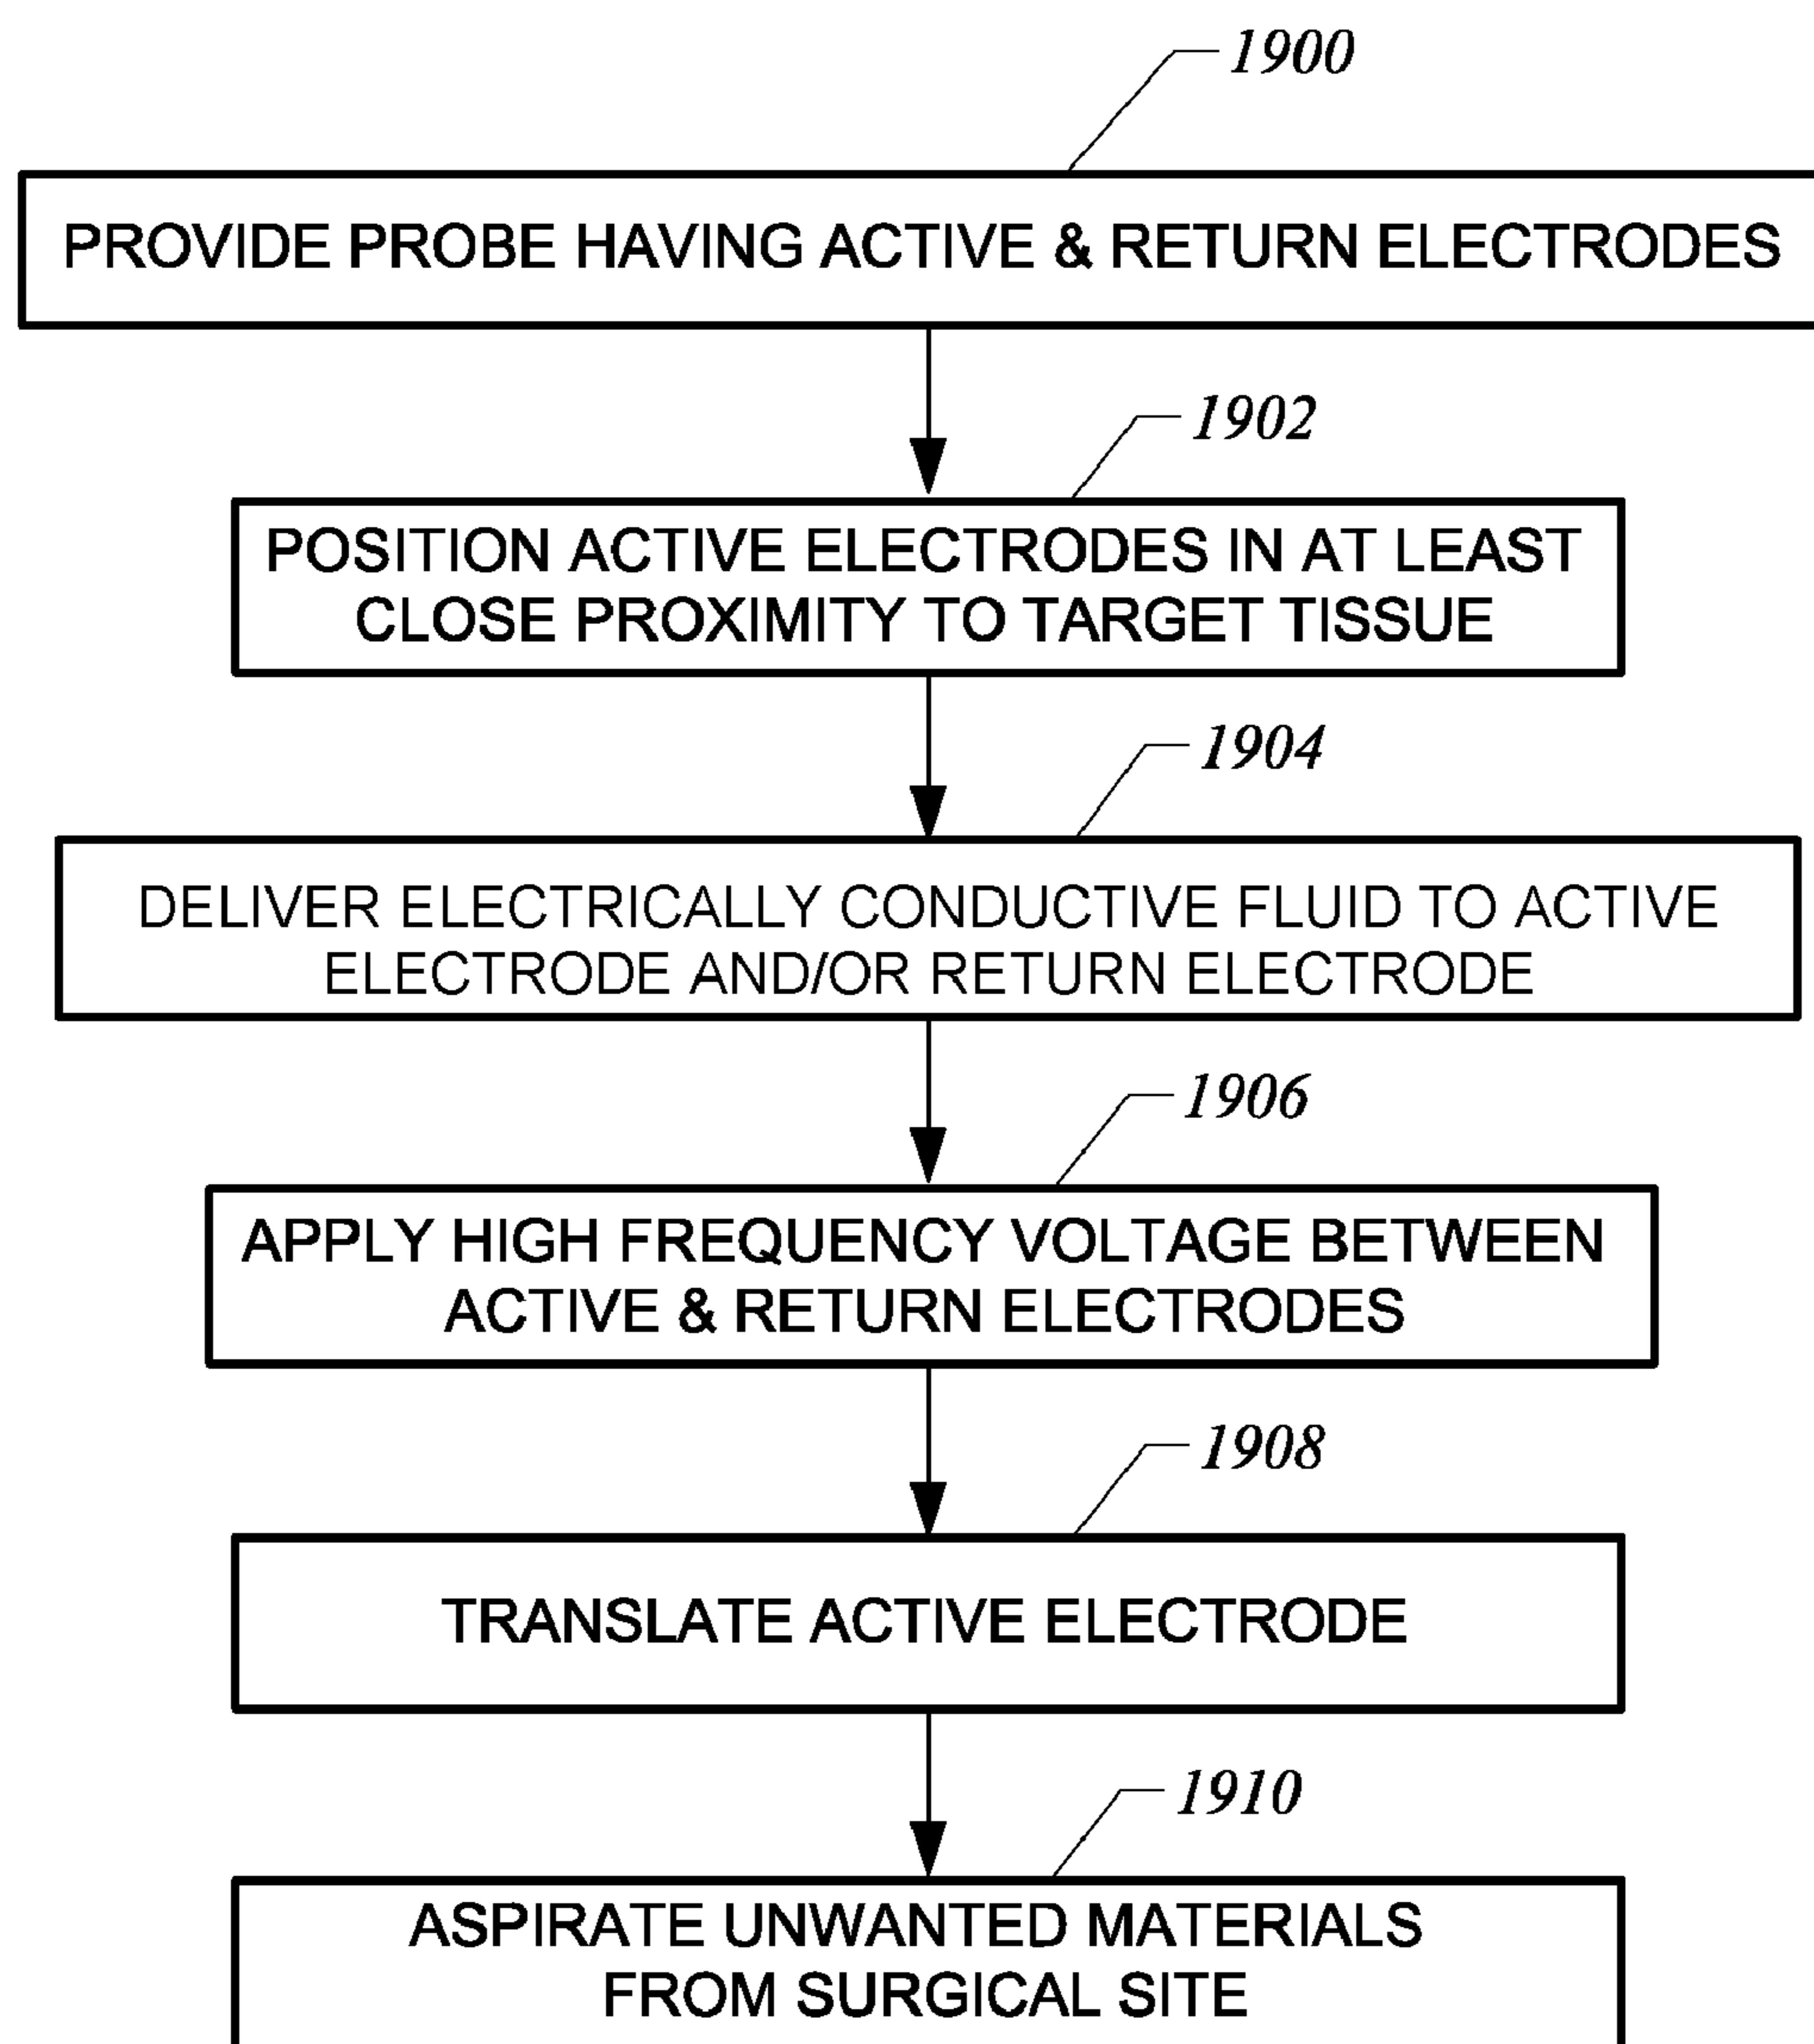 1900
PROVIDE PROBE HAVING ACTIVE & RETURN ELECTRODES
1902
POSITION ACTIVE ELECTRODES IN AT LEAST
CLOSE PROXIMITY TO TARGET TISSUE
1904
DELIVER ELECTRICALLY CONDUCTIVE FLUID TO ACTIVE
ELECTRODE AND/OR RETURN ELECTRODE
1906
APPLY HIGH FREQUENCY VOLTAGE BETWEEN
ACTIVE & RETURN ELECTRODES
1908
TRANSLATE ACTIVE ELECTRODE
1910
ASPIRATE UNWANTED MATERIALS
FROM SURGICAL SITE